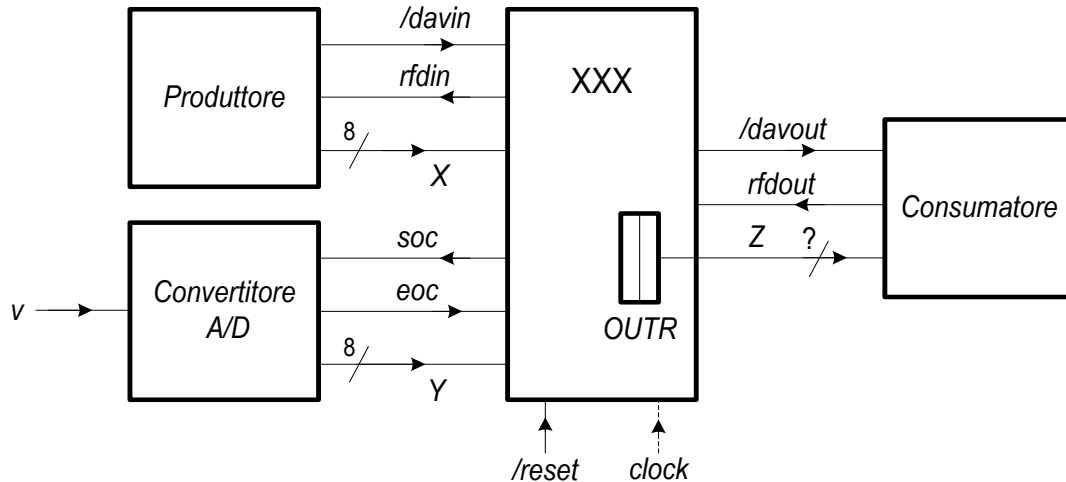 /davin
Produttore
rfdin
XXX
8
X
/davout
rfdout
Consumatore
Z ?
soc
Convertitore
A/D
eoc
v
8
Y
OUTR
/reset
clock